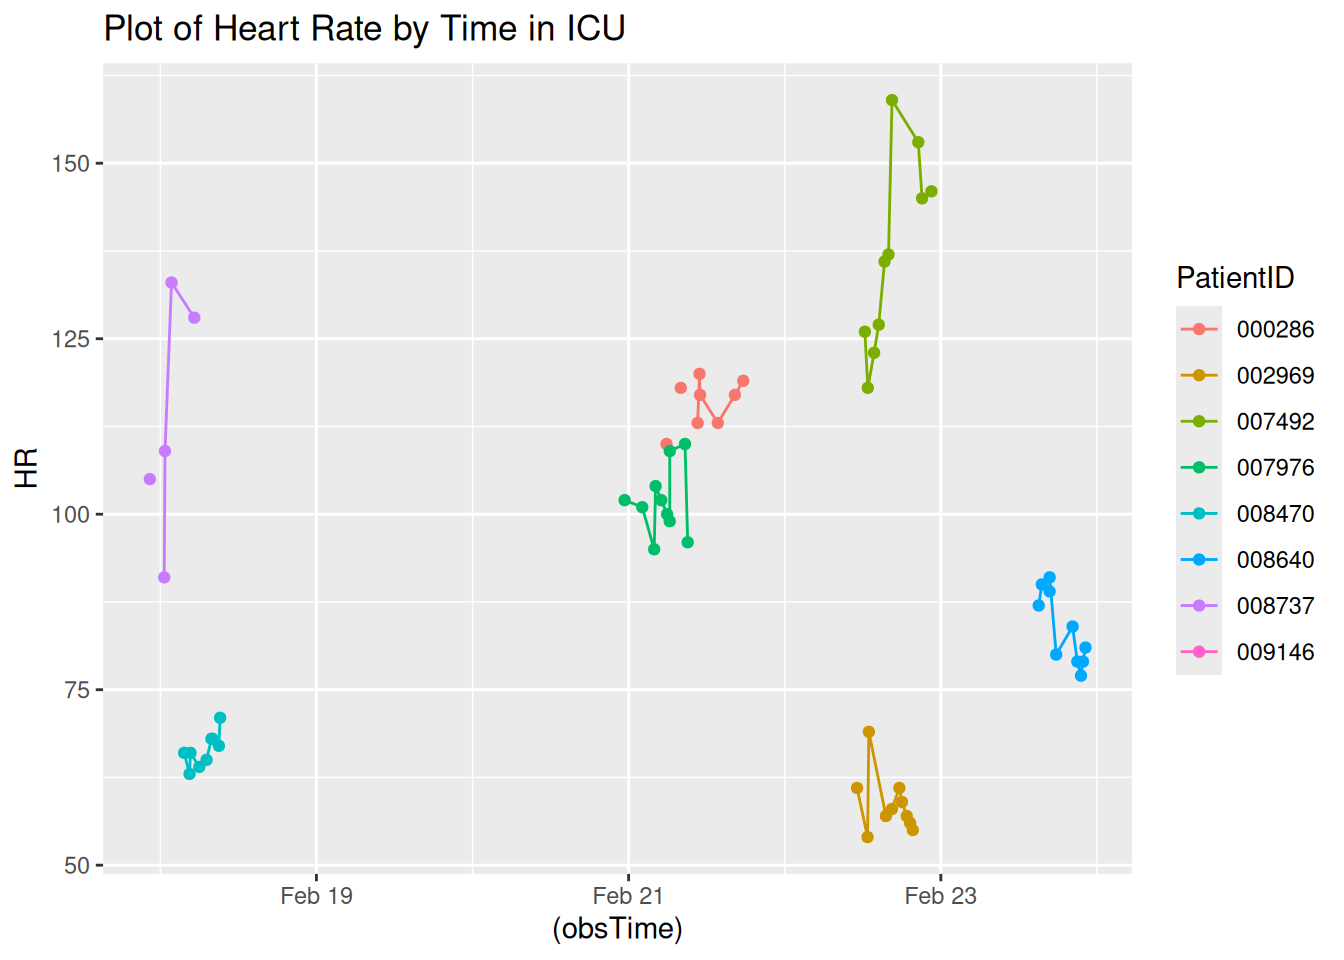 Plot of Heart Rate by Time in ICU
150
125
100
75
50
HR
Feb 19
Feb 21
Feb 23
(obsTime)
PatientID
000286
002969
007492
007976
008470
008640
008737
009146